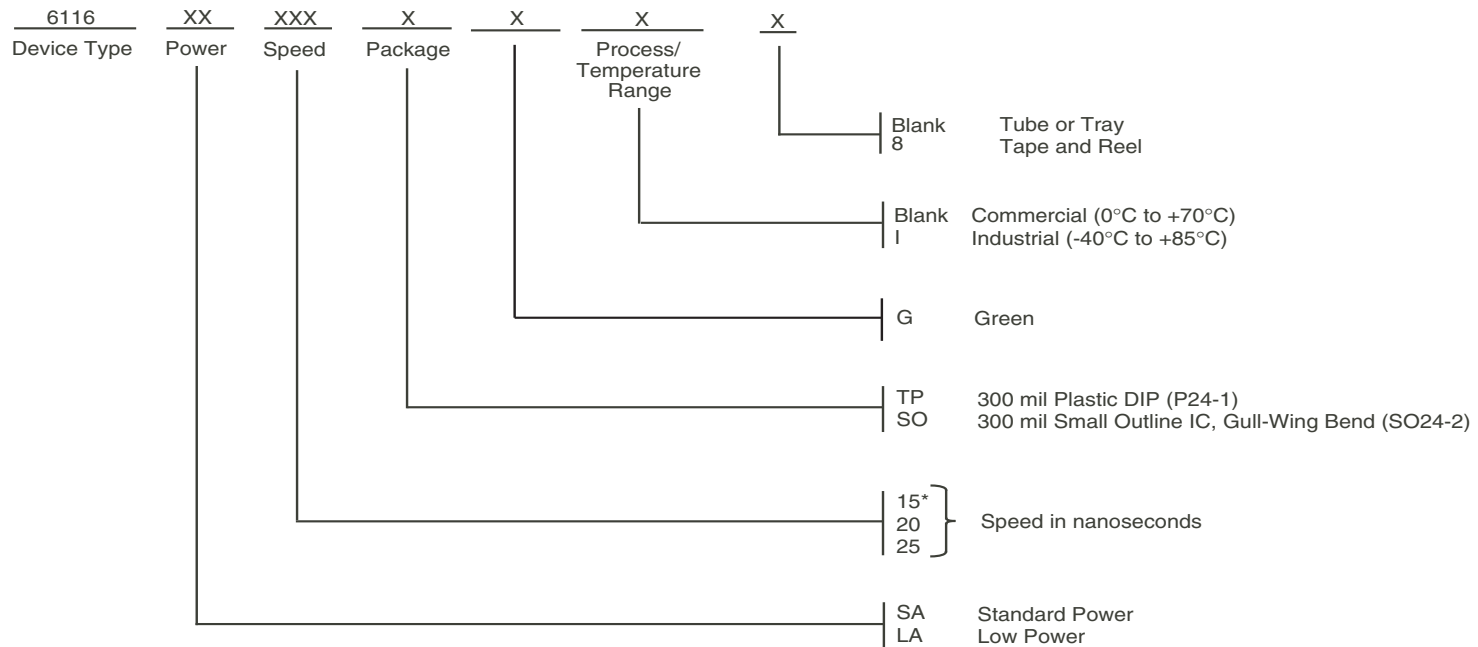 6116 XX XXX X X X X
Device Type Power Speed Package Process/
Temperature
Range
Blank Tube or Tray
8 Tape and Reel
Blank Commercial (0°C to +70°C)
I Industrial (-40°C to +85°C)
G Green
TP 300 mil Plastic DIP (P24-1)
SO 300 mil Small Outline IC, Gull-Wing Bend (SO24-2)
15*
20 Speed in nanoseconds
25
SA Standard Power
LA Low Power